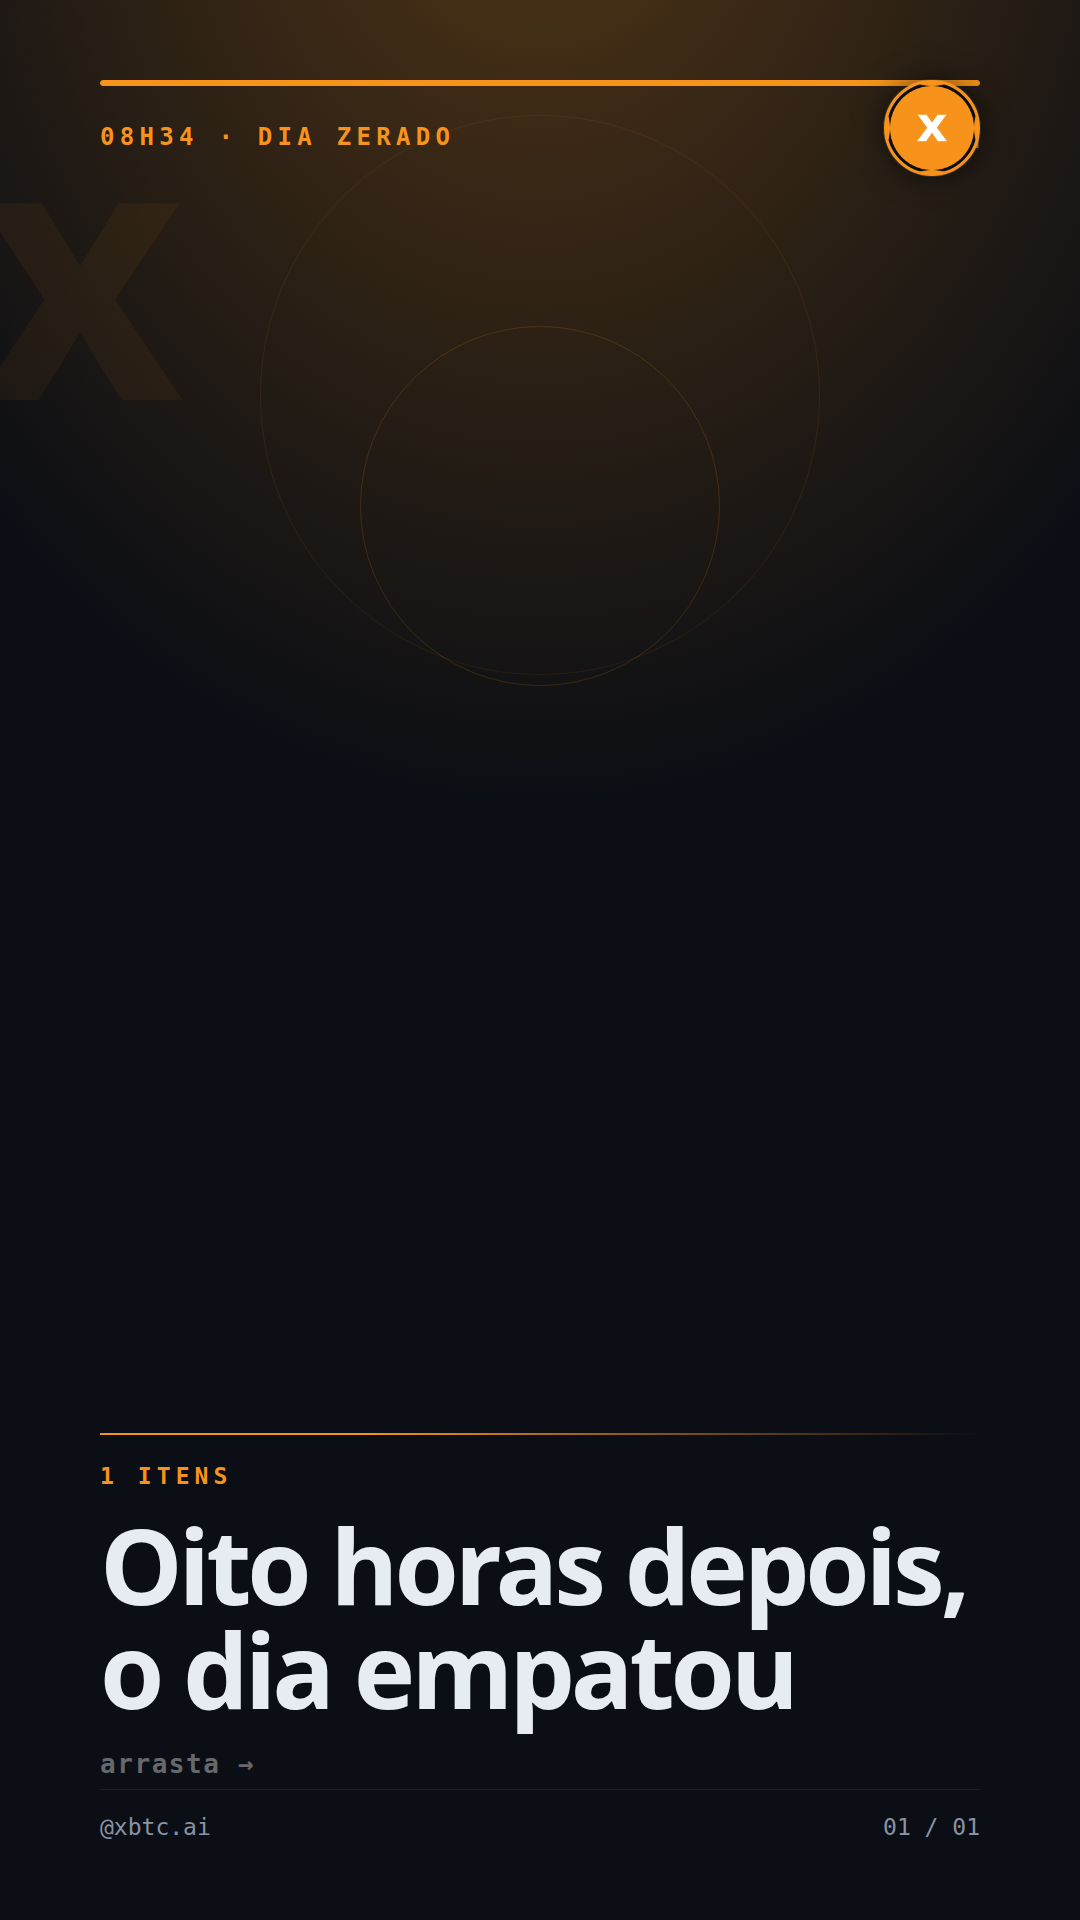 08H34 · DIA ZERADO
x
x
1 ITENS
Oito horas depois,
o dia empatou
arrasta →
@xbtc.ai
01 / 01